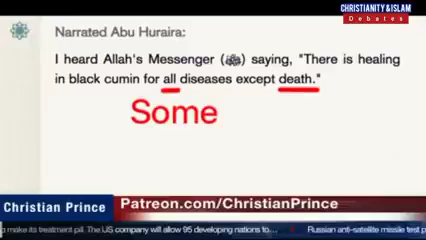 CHRISTIANITY & ISLAM
Debates
Narrated Abu Huraira:
I heard Allah's Messenger (ﷺ) saying, "There is healing
in black cumin for all diseases except death."
Some
Christian Prince
Patreon.com/ChristianPrince
make its treatment pill. The US company will allow 95 developing nations to...
Russian anti-satellite missile test p